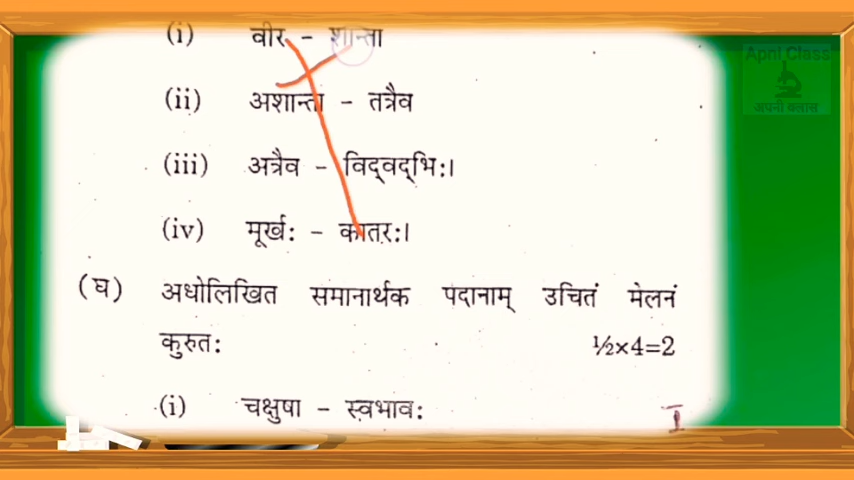 (i) वीर - शान्ता
Apni Class
अपनी क्लास
(ii) अशान्ता - तत्रैव
(iii) अत्रैव - विद्वद्भिः।
(iv) मूर्खः - कातरः।
(घ) अधोलिखित समानार्थक पदानाम् उचितं मेलनं
कुरुतः ½×4=2
(i) चक्षुषा - स्वभावः
I